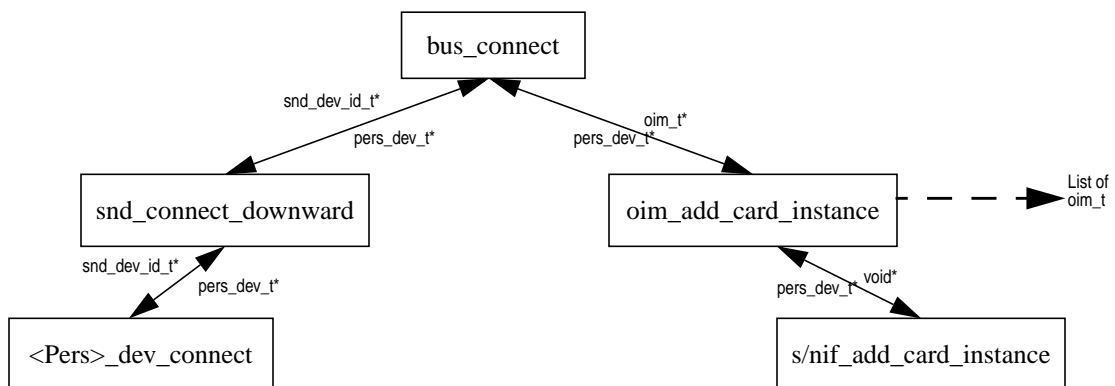 bus_connect
snd_dev_id_t*
pers_dev_t*
oim_t*
pers_dev_t*
snd_connect_downward
oim_add_card_instance
List of
oim_t
snd_dev_id_t*
pers_dev_t*
void*
pers_dev_t*
<Pers>_dev_connect
s/nif_add_card_instance